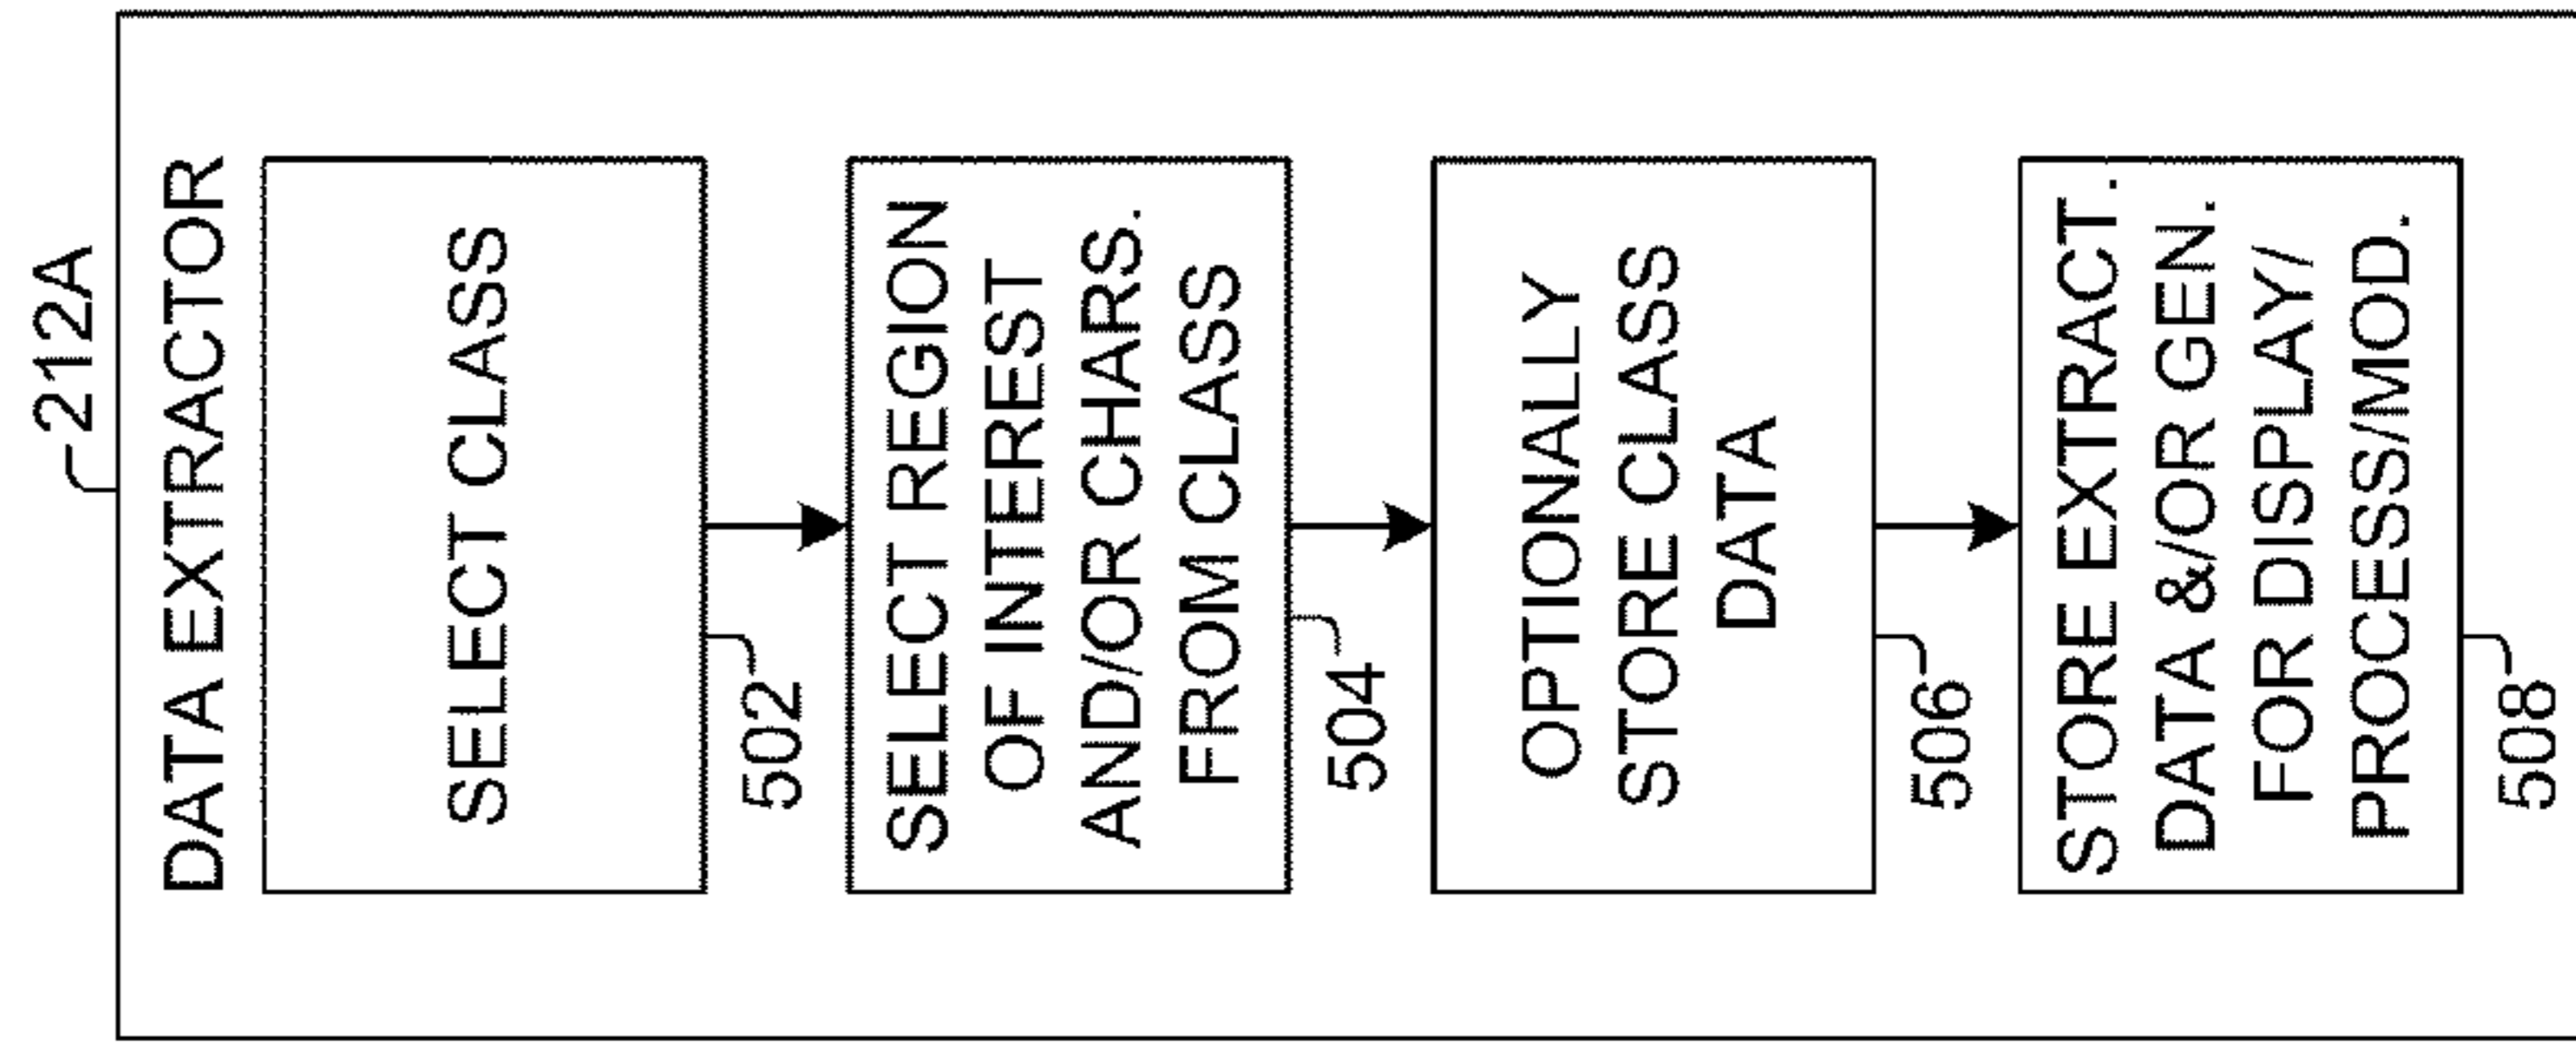 212A
DATA EXTRACTOR
SELECT CLASS
502
SELECT REGION
OF INTEREST
AND/OR CHARS.
FROM CLASS
504
OPTIONALLY
STORE CLASS
DATA
506
STORE EXTRACT.
DATA &/OR GEN.
FOR DISPLAY/
PROCESS/MOD.
508